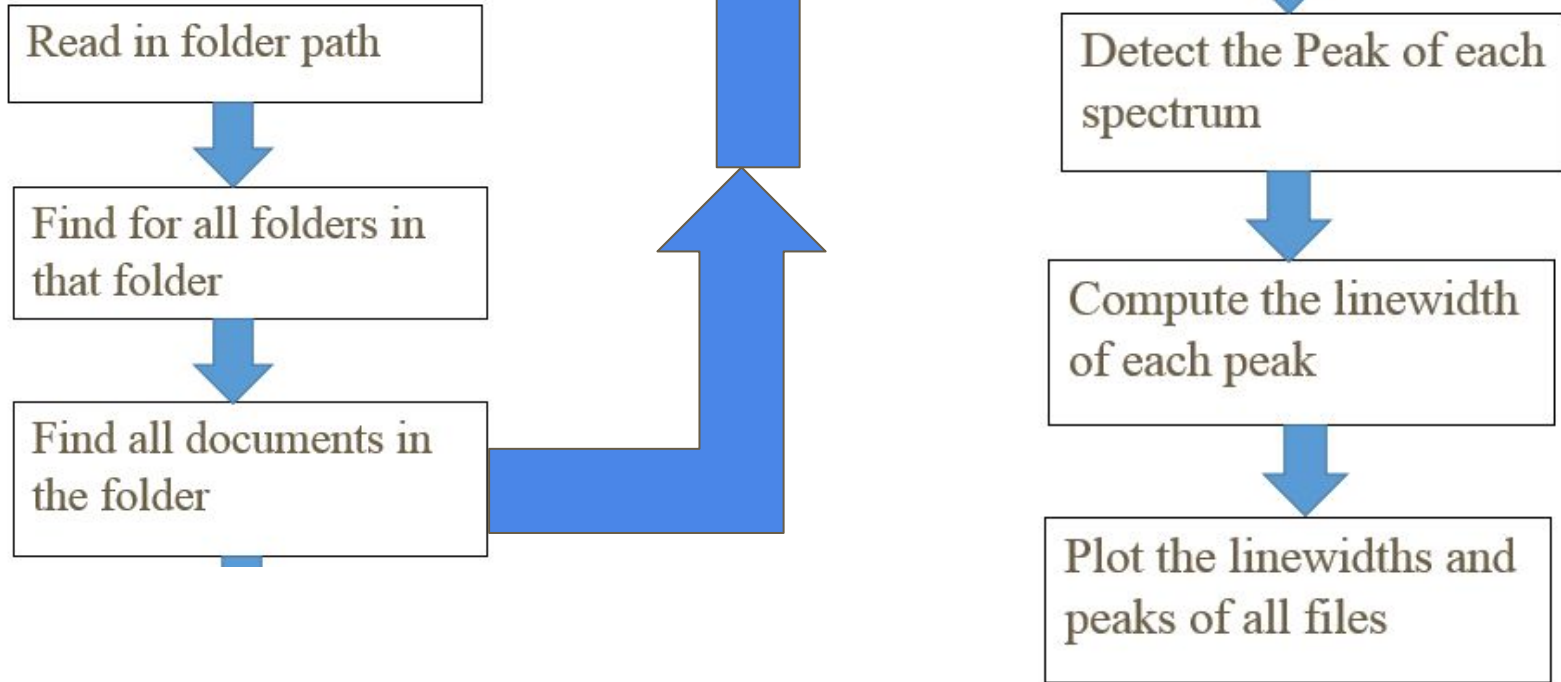 Read in folder path
Find for all folders in
that folder
Find all documents in
the folder
Detect the Peak of each
spectrum
Compute the linewidth
of each peak
Plot the linewidths and
peaks of all files